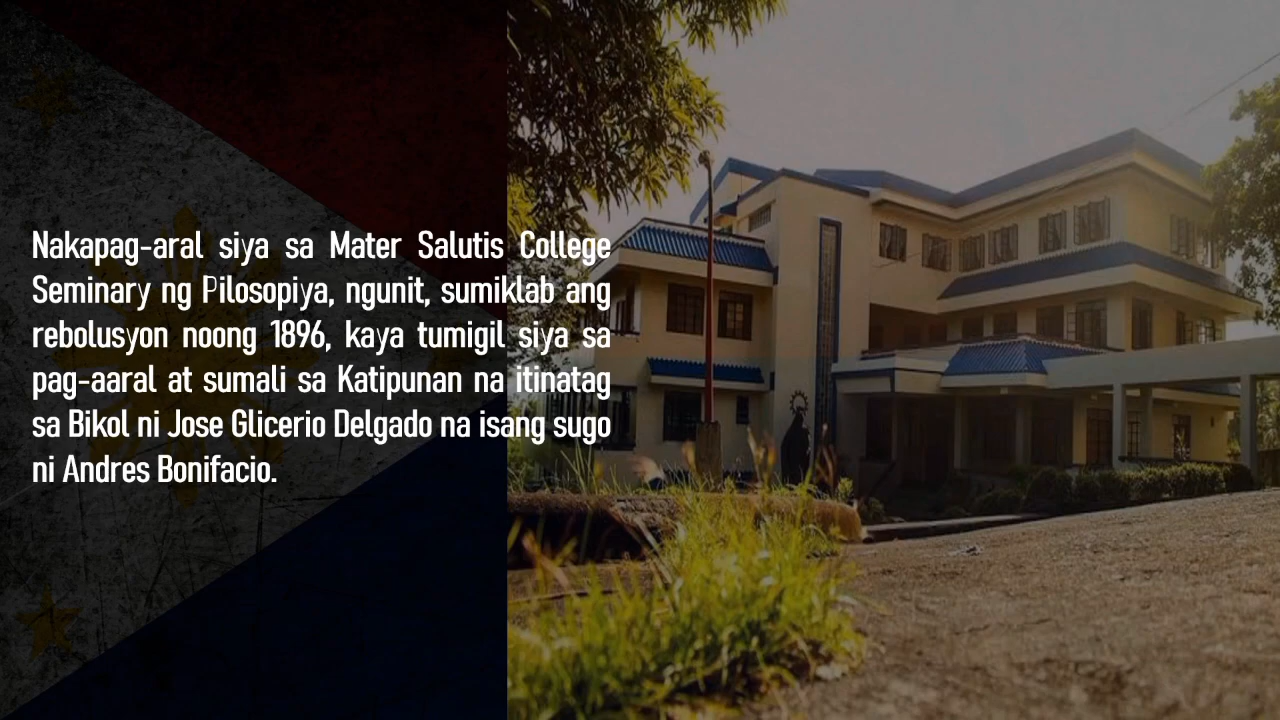 Nakapag-aral siya sa Mater Salutis College
Seminary ng Pilosopiya, ngunit, sumiklab ang
rebolusyon noong 1896, kaya tumigil siya sa
pag-aaral at sumali sa Katipunan na itinatag
sa Bikol ni Jose Glicerio Delgado na isang sugo
ni Andres Bonifacio.